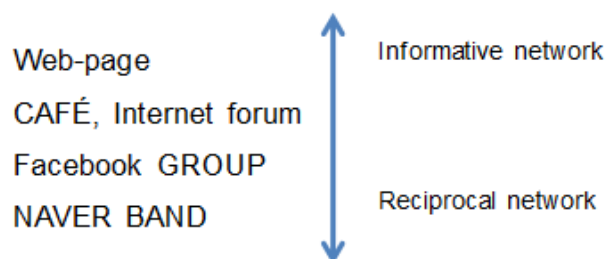 Web-page
CAFÉ, Internet forum
Facebook GROUP
NAVER BAND
Informative network
Reciprocal network